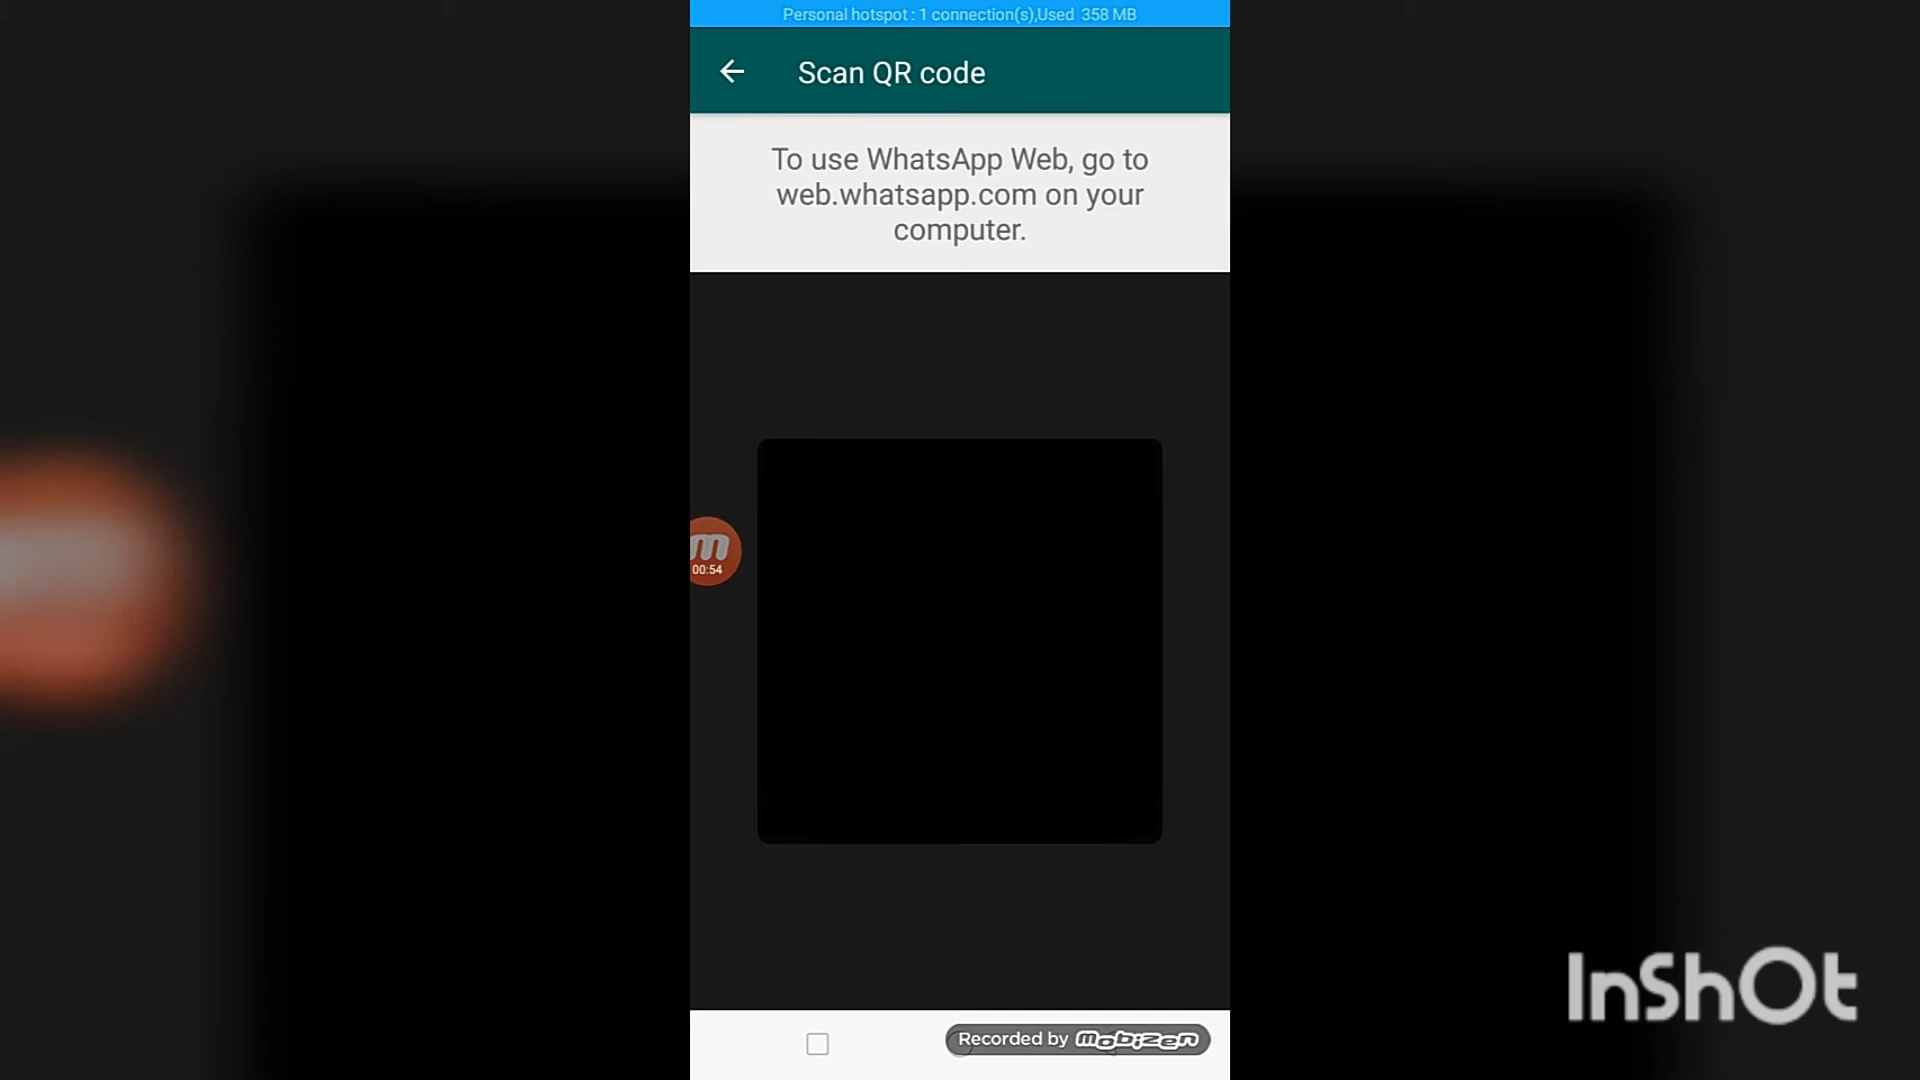 Personal hotspot : 1 connection(s),Used 358 MB
Scan QR code
To use WhatsApp Web, go to
web.whatsapp.com on your
computer.
m
00:54
Recorded by mobizen
InShOt